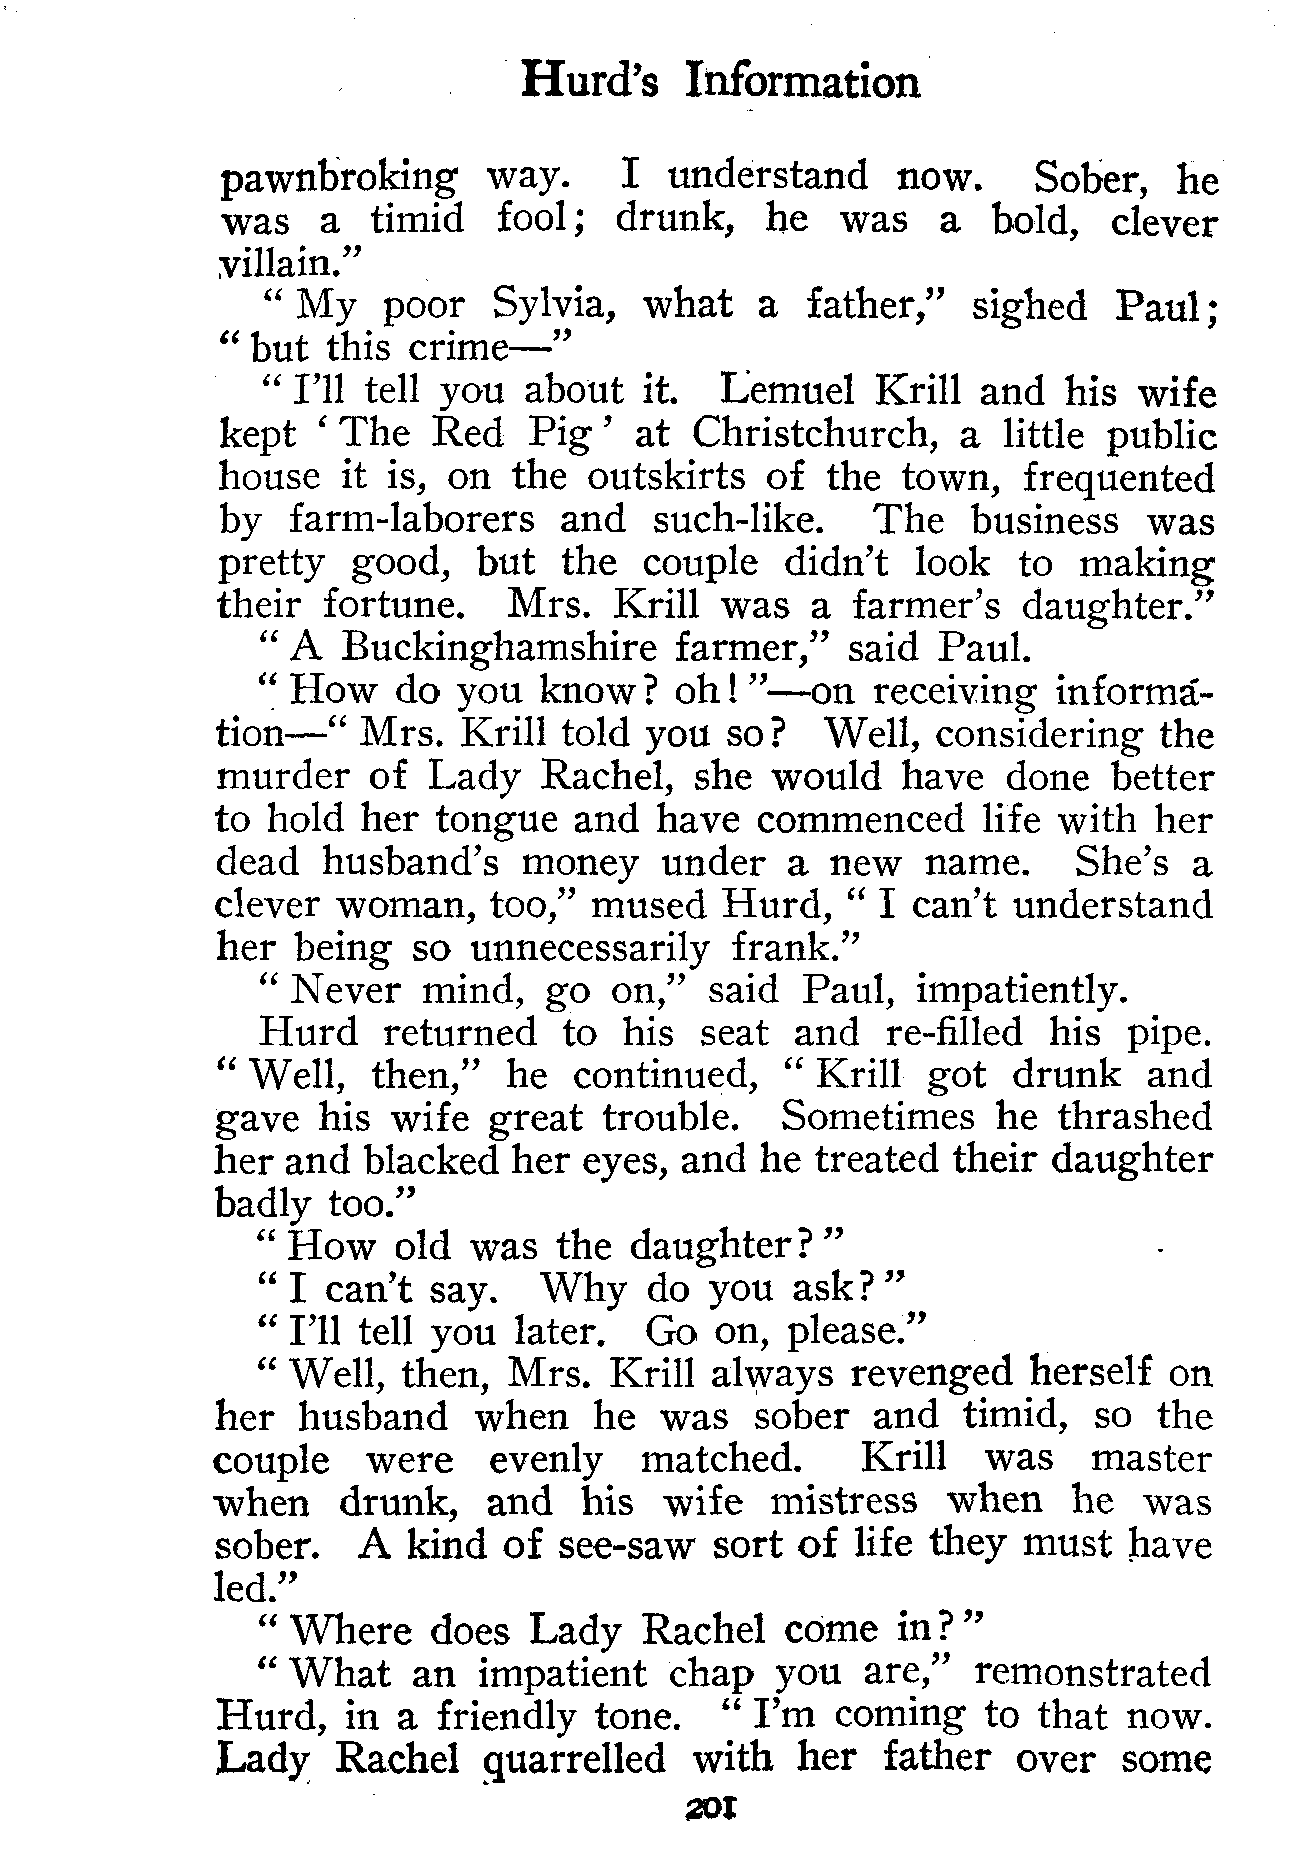 Hurd's Information
pawnbroking way. I understand now. Sober, he
was a timid fool; drunk, he was a bold, clever
villain."
" My poor Sylvia, what a father," sighed Paul;
" but this crime—"
" I'll tell you about it. Lemuel Krill and his wife
kept ' The Red Pig ' at Christchurch, a little public
house it is, on the outskirts of the town, frequented
by farm-laborers and such-like. The business was
pretty good, but the couple didn't look to making
their fortune. Mrs. Krill was a farmer's daughter."
" A Buckinghamshire farmer," said Paul.
" How do you know? oh! "—on receiving informa-
tion—" Mrs. Krill told you so? Well, considering the
murder of Lady Rachel, she would have done better
to hold her tongue and have commenced life with her
dead husband's money under a new name. She's a
clever woman, too," mused Hurd, " I can't understand
her being so unnecessarily frank."
" Never mind, go on," said Paul, impatiently.
Hurd returned to his seat and re-filled his pipe.
" Well, then," he continued, " Krill got drunk and
gave his wife great trouble. Sometimes he thrashed
her and blacked her eyes, and he treated their daughter
badly too."
" How old was the daughter? "
" I can't say. Why do you ask? "
" I'll tell you later. Go on, please."
" Well, then, Mrs. Krill always revenged herself on
her husband when he was sober and timid, so the
couple were evenly matched. Krill was master
when drunk, and his wife mistress when he was
sober. A kind of see-saw sort of life they must have
led."
" Where does Lady Rachel come in? "
" What an impatient chap you are," remonstrated
Hurd, in a friendly tone. " I'm coming to that now.
Lady Rachel quarrelled with her father over some
201